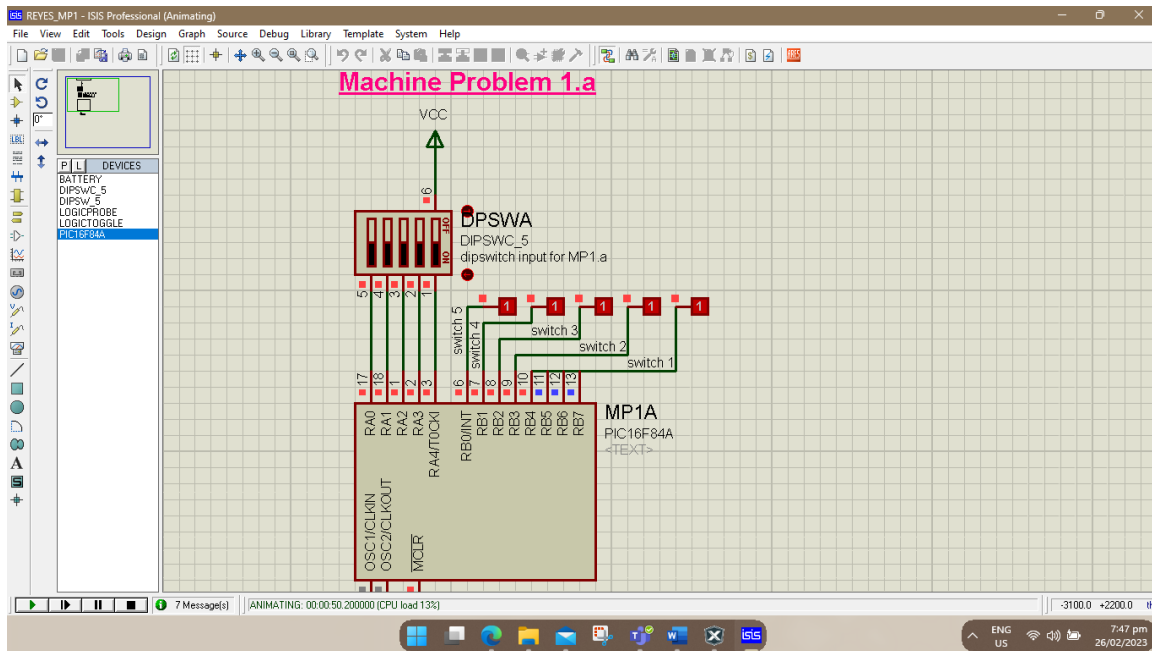 isis REYES_MP1 - ISIS Professional (Animating)
File View Edit Tools Design Graph Source Debug Library Template System Help
Machine Problem 1.a
VCC
0°
LBL
P L DEVICES
BATTERY
DIPSWC_5
DIPSW_5
LOGICPROBE
LOGICTOGGLE
PIC16F84A
6
OFF
ON
DPSWA
DIPSWC_5
dipswitch input for MP1.a
5 4 3 2 1
1 1 1 1 1
switch 5
switch 4
switch 3
switch 2
switch 1
17 18 1 2 3 6 7 8 9 10 11 12 13
RA0 RA1 RA2 RA3 RA4/T0CKI RB0/INT RB1 RB2 RB3 RB4 RB5 RB6 RB7
MP1A
PIC16F84A
<TEXT>
OSC1/CLKIN
OSC2/CLKOUT
MCLR
A
S
7 Message(s) ANIMATING: 00:00:50.200000 (CPU load 13%) -3100.0 +2200.0 th
isis
ENG
US
7:47 pm
26/02/2023